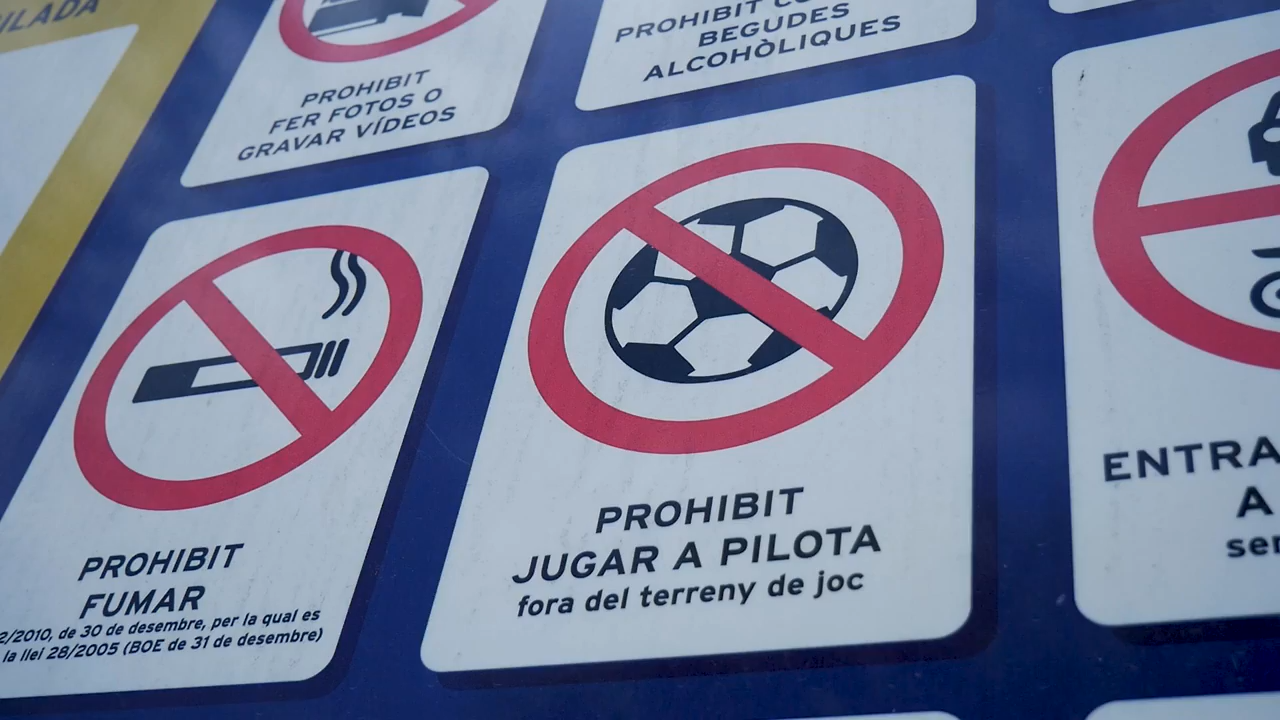 ILADA
PROHIBIT
FER FOTOS O
GRAVAR VÍDEOS
PROHIBIT
BEGUDES
ALCOHÒLIQUES
PROHIBIT
FUMAR
2/2010, de 30 de desembre, per la qual es
la llei 28/2005 (BOE de 31 de desembre)
PROHIBIT
JUGAR A PILOTA
fora del terreny de joc
ENTRA
A
ser